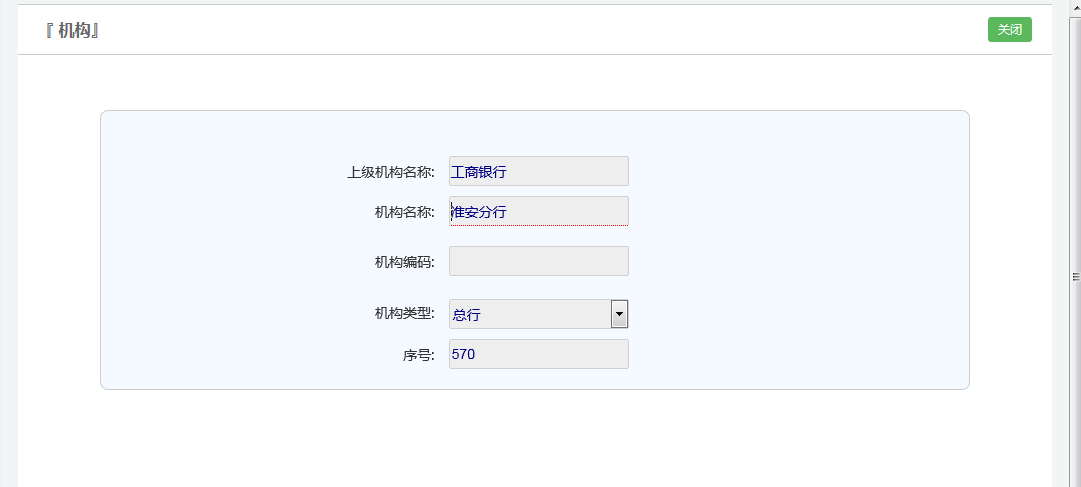 『 机构』
关闭
上级机构名称: 工商银行
机构名称: 淮安分行
机构编码:
机构类型: 总行
序号: 570